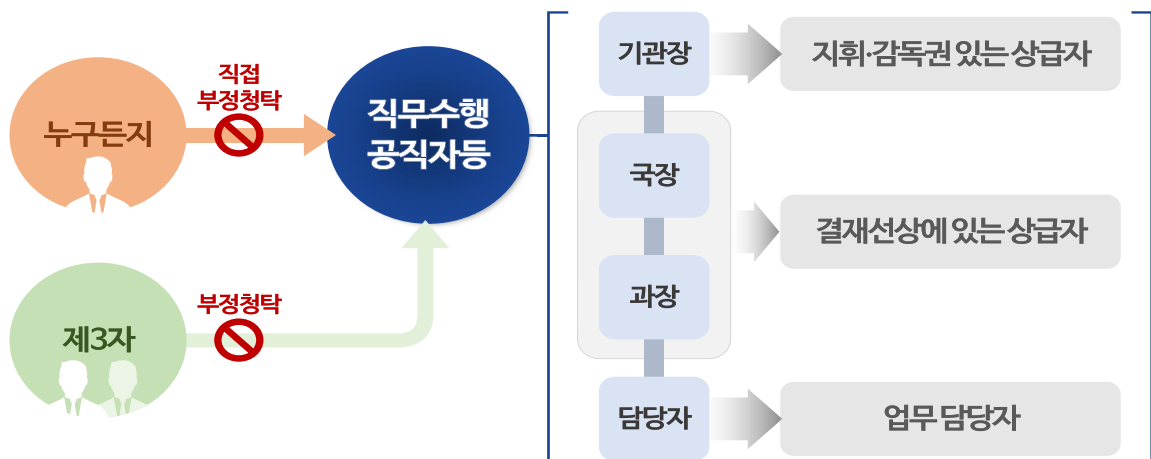 직접
부정청탁
누구든지
직무수행
공직자등
부정청탁
제3자
기관장
지휘·감독권 있는 상급자
국장
과장
결재선상에 있는 상급자
담당자
업무 담당자